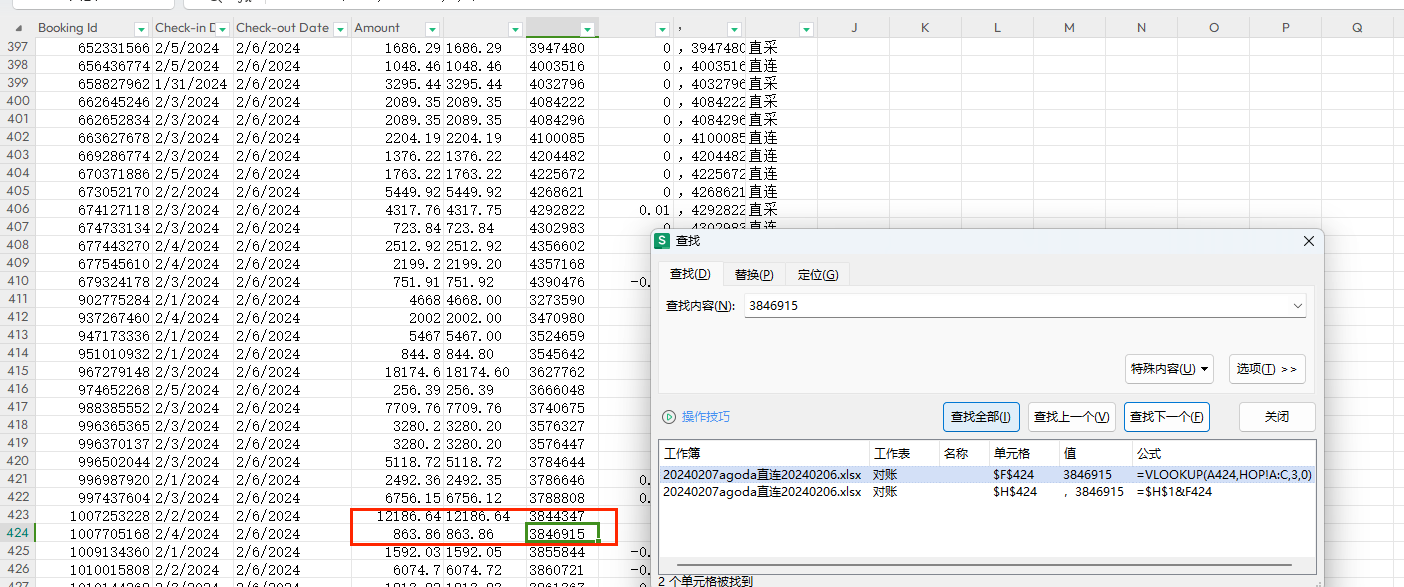 Booking Id Check-in D Check-out Date Amount , J K L M N O P Q
397 652331566 2/5/2024 2/6/2024 1686.29 1686.29 3947480 0 ，3947480 直采
398 656436774 2/5/2024 2/6/2024 1048.46 1048.46 4003516 0 ，4003516 直连
399 658827962 1/31/2024 2/6/2024 3295.44 3295.44 4032796 0 ，4032796 直采
400 662645246 2/3/2024 2/6/2024 2089.35 2089.35 4084222 0 ，4084222 直采
401 662652834 2/3/2024 2/6/2024 2089.35 2089.35 4084296 0 ，4084296 直采
402 663627678 2/3/2024 2/6/2024 2204.19 2204.19 4100085 0 ，4100085 直连
403 669286774 2/3/2024 2/6/2024 1376.22 1376.22 4204482 0 ，4204482 直连
404 670371886 2/5/2024 2/6/2024 1763.22 1763.22 4225672 0 ，4225672 直连
405 673052170 2/2/2024 2/6/2024 5449.92 5449.92 4268621 0 ，4268621 直连
406 674127118 2/3/2024 2/6/2024 4317.76 4317.75 4292822 0.01 ，4292822 直采
407 674733134 2/3/2024 2/6/2024 723.84 723.84 4302983 0 ，4302983 直连
408 677443270 2/4/2024 2/6/2024 2512.92 2512.92 4356602
409 677545610 2/4/2024 2/6/2024 2199.2 2199.20 4357168
410 679324178 2/3/2024 2/6/2024 751.91 751.92 4390476 -0.
411 902775284 2/1/2024 2/6/2024 4668 4668.00 3273590
412 937267460 2/4/2024 2/6/2024 2002 2002.00 3470980
413 947173336 2/1/2024 2/6/2024 5467 5467.00 3524659
414 951010932 2/1/2024 2/6/2024 844.8 844.80 3545642
415 967279148 2/3/2024 2/6/2024 18174.6 18174.60 3627762
416 974652268 2/5/2024 2/6/2024 256.39 256.39 3666048
417 988385552 2/3/2024 2/6/2024 7709.76 7709.76 3740675
418 996365365 2/3/2024 2/6/2024 3280.2 3280.20 3576327
419 996370137 2/3/2024 2/6/2024 3280.2 3280.20 3576447
420 996502044 2/3/2024 2/6/2024 5118.72 5118.72 3784644
421 996987920 2/1/2024 2/6/2024 2492.36 2492.35 3786646 0.
422 997437604 2/3/2024 2/6/2024 6756.15 6756.12 3788808 0.
423 1007253228 2/2/2024 2/6/2024 12186.64 12186.64 3844347
424 1007705168 2/4/2024 2/6/2024 863.86 863.86 3846915
425 1009134360 2/1/2024 2/6/2024 1592.03 1592.05 3855844 -0.
426 1010015808 2/2/2024 2/6/2024 6074.7 6074.72 3860721 -0.
S 查找
查找(D) 替换(P) 定位(G)
查找内容(N): 3846915
特殊内容(U) 选项(T) >>
操作技巧 查找全部(I) 查找上一个(V) 查找下一个(F) 关闭
工作簿 工作表 名称 单元格 值 公式
20240207agoda直连20240206.xlsx 对账 $F$424 3846915 =VLOOKUP(A424,HOP!A:C,3,0)
20240207agoda直连20240206.xlsx 对账 $H$424 ，3846915 =$H$1&F424
2 个单元格被找到